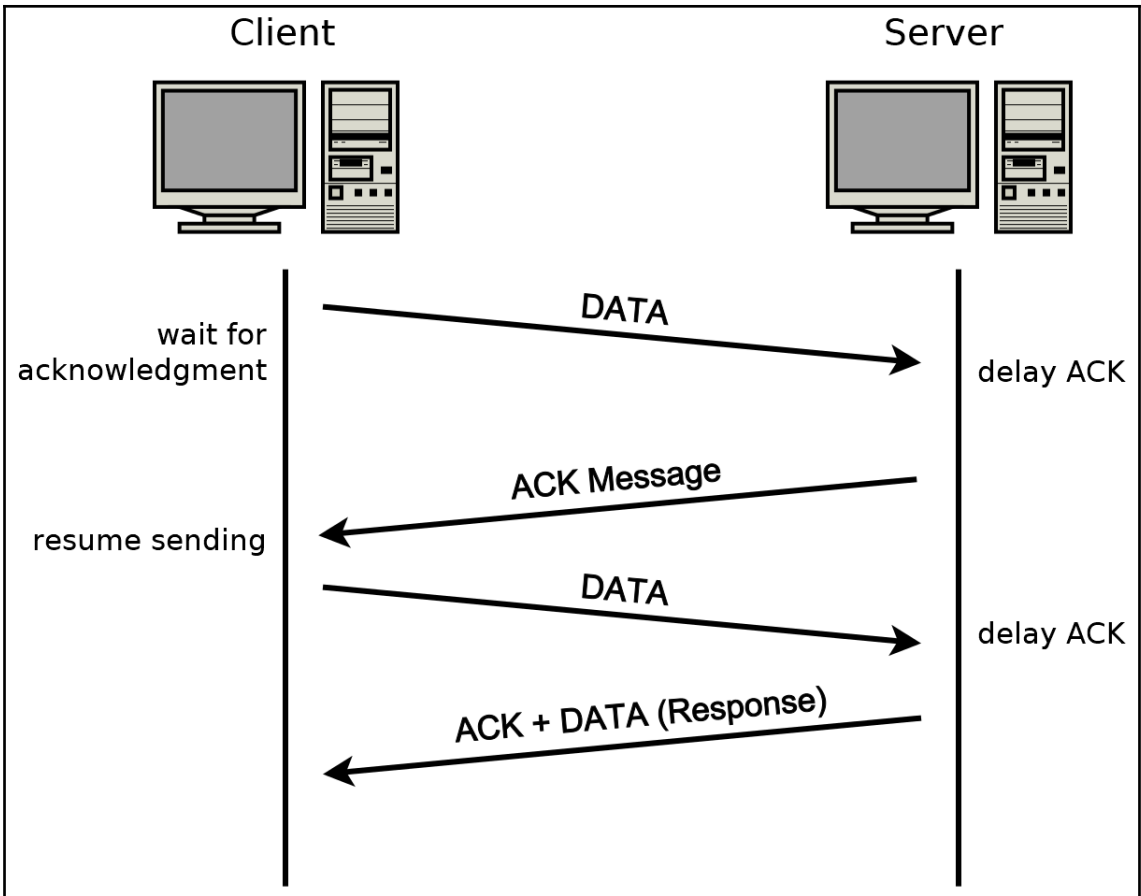 Client
Server
DATA
wait for
acknowledgment
delay ACK
ACK Message
resume sending
DATA
delay ACK
ACK + DATA (Response)